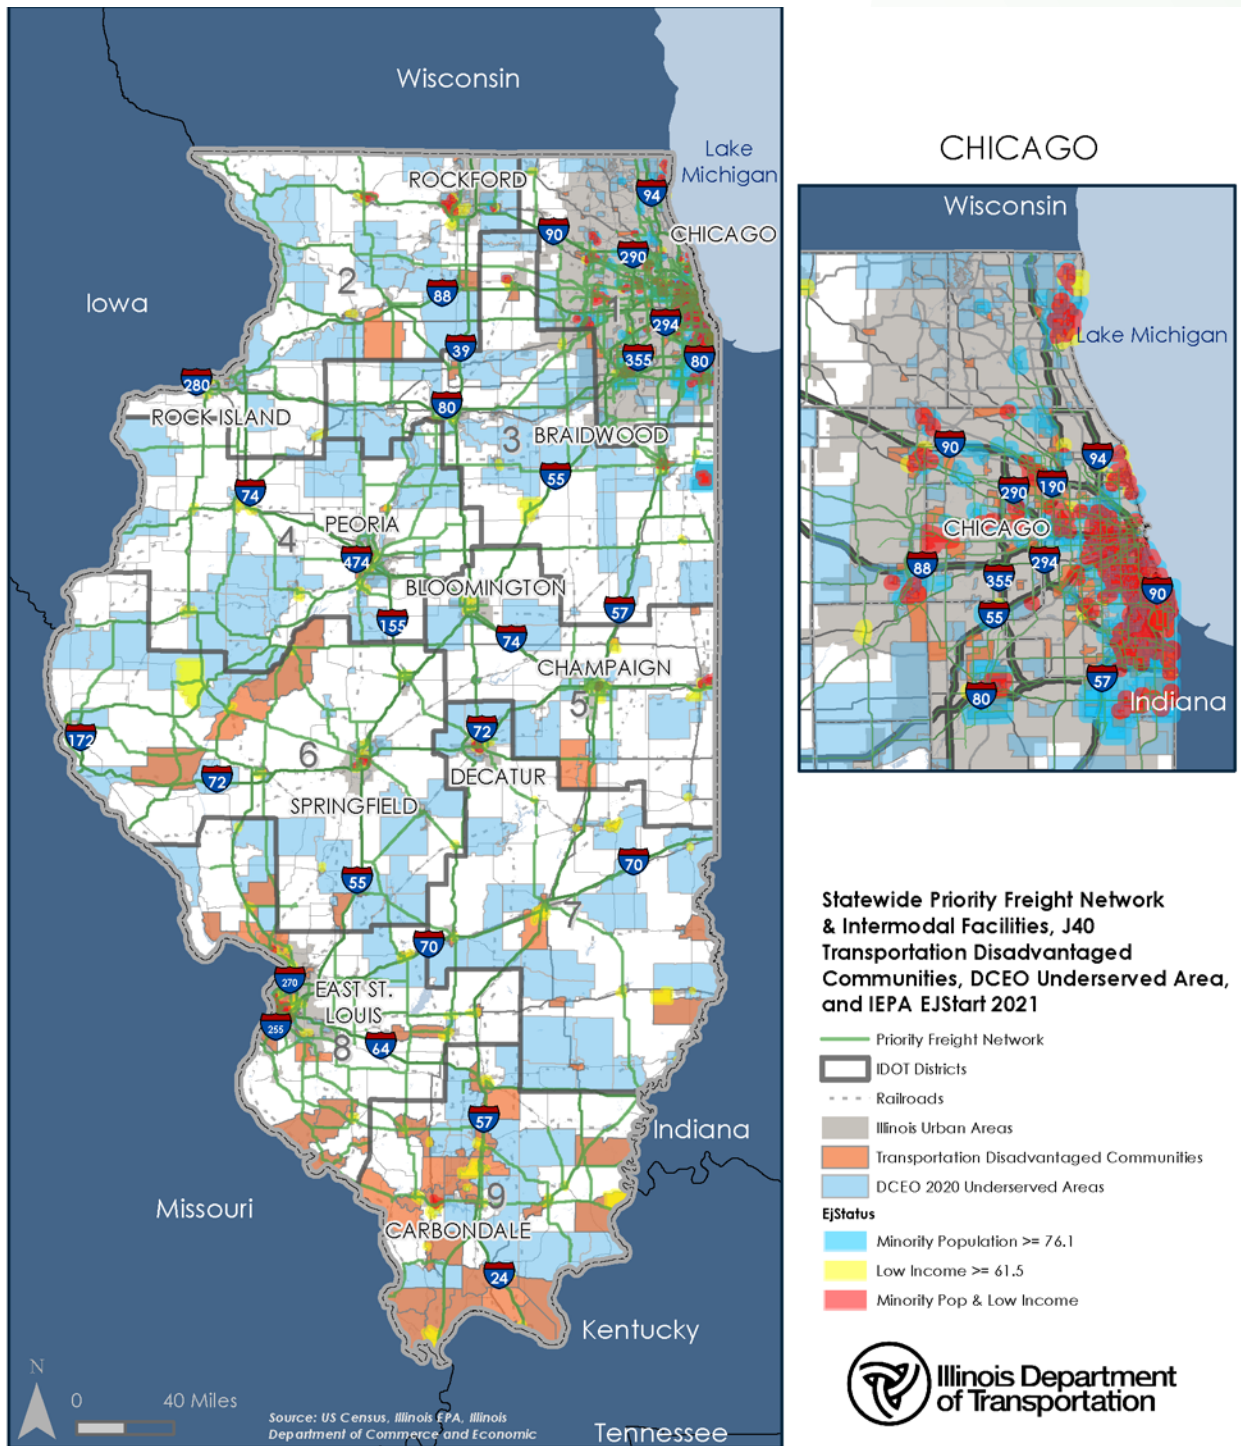 Wisconsin
Lake
Michigan
ROCKFORD
94
CHICAGO
90
290
2
Iowa
88
1
294
39
355
80
280
80
ROCK ISLAND
3
BRAIDWOOD
55
74
PEORIA
4
474
BLOOMINGTON
57
155
74
CHAMPAIGN
5
172
72
6
72
DECATUR
SPRINGFIELD
70
55
7
70
270
EAST ST.
LOUIS
255
8
64
57
Indiana
Missouri
9
CARBONDALE
24
Kentucky
N
0
40 Miles
Source: US Census, Illinois EPA, Illinois
Department of Commerce and Economic
Tennessee
CHICAGO
Wisconsin
Lake Michigan
90
94
290
190
CHICAGO
88
294
355
90
55
57
80
Indiana
Statewide Priority Freight Network
& Intermodal Facilities, J40
Transportation Disadvantaged
Communities, DCEO Underserved Area,
and IEPA EJStart 2021
Priority Freight Network
IDOT Districts
Railroads
Illinois Urban Areas
Transportation Disadvantaged Communities
DCEO 2020 Underserved Areas
EjStatus
Minority Population >= 76.1
Low Income >= 61.5
Minority Pop & Low Income
Illinois Department
of Transportation